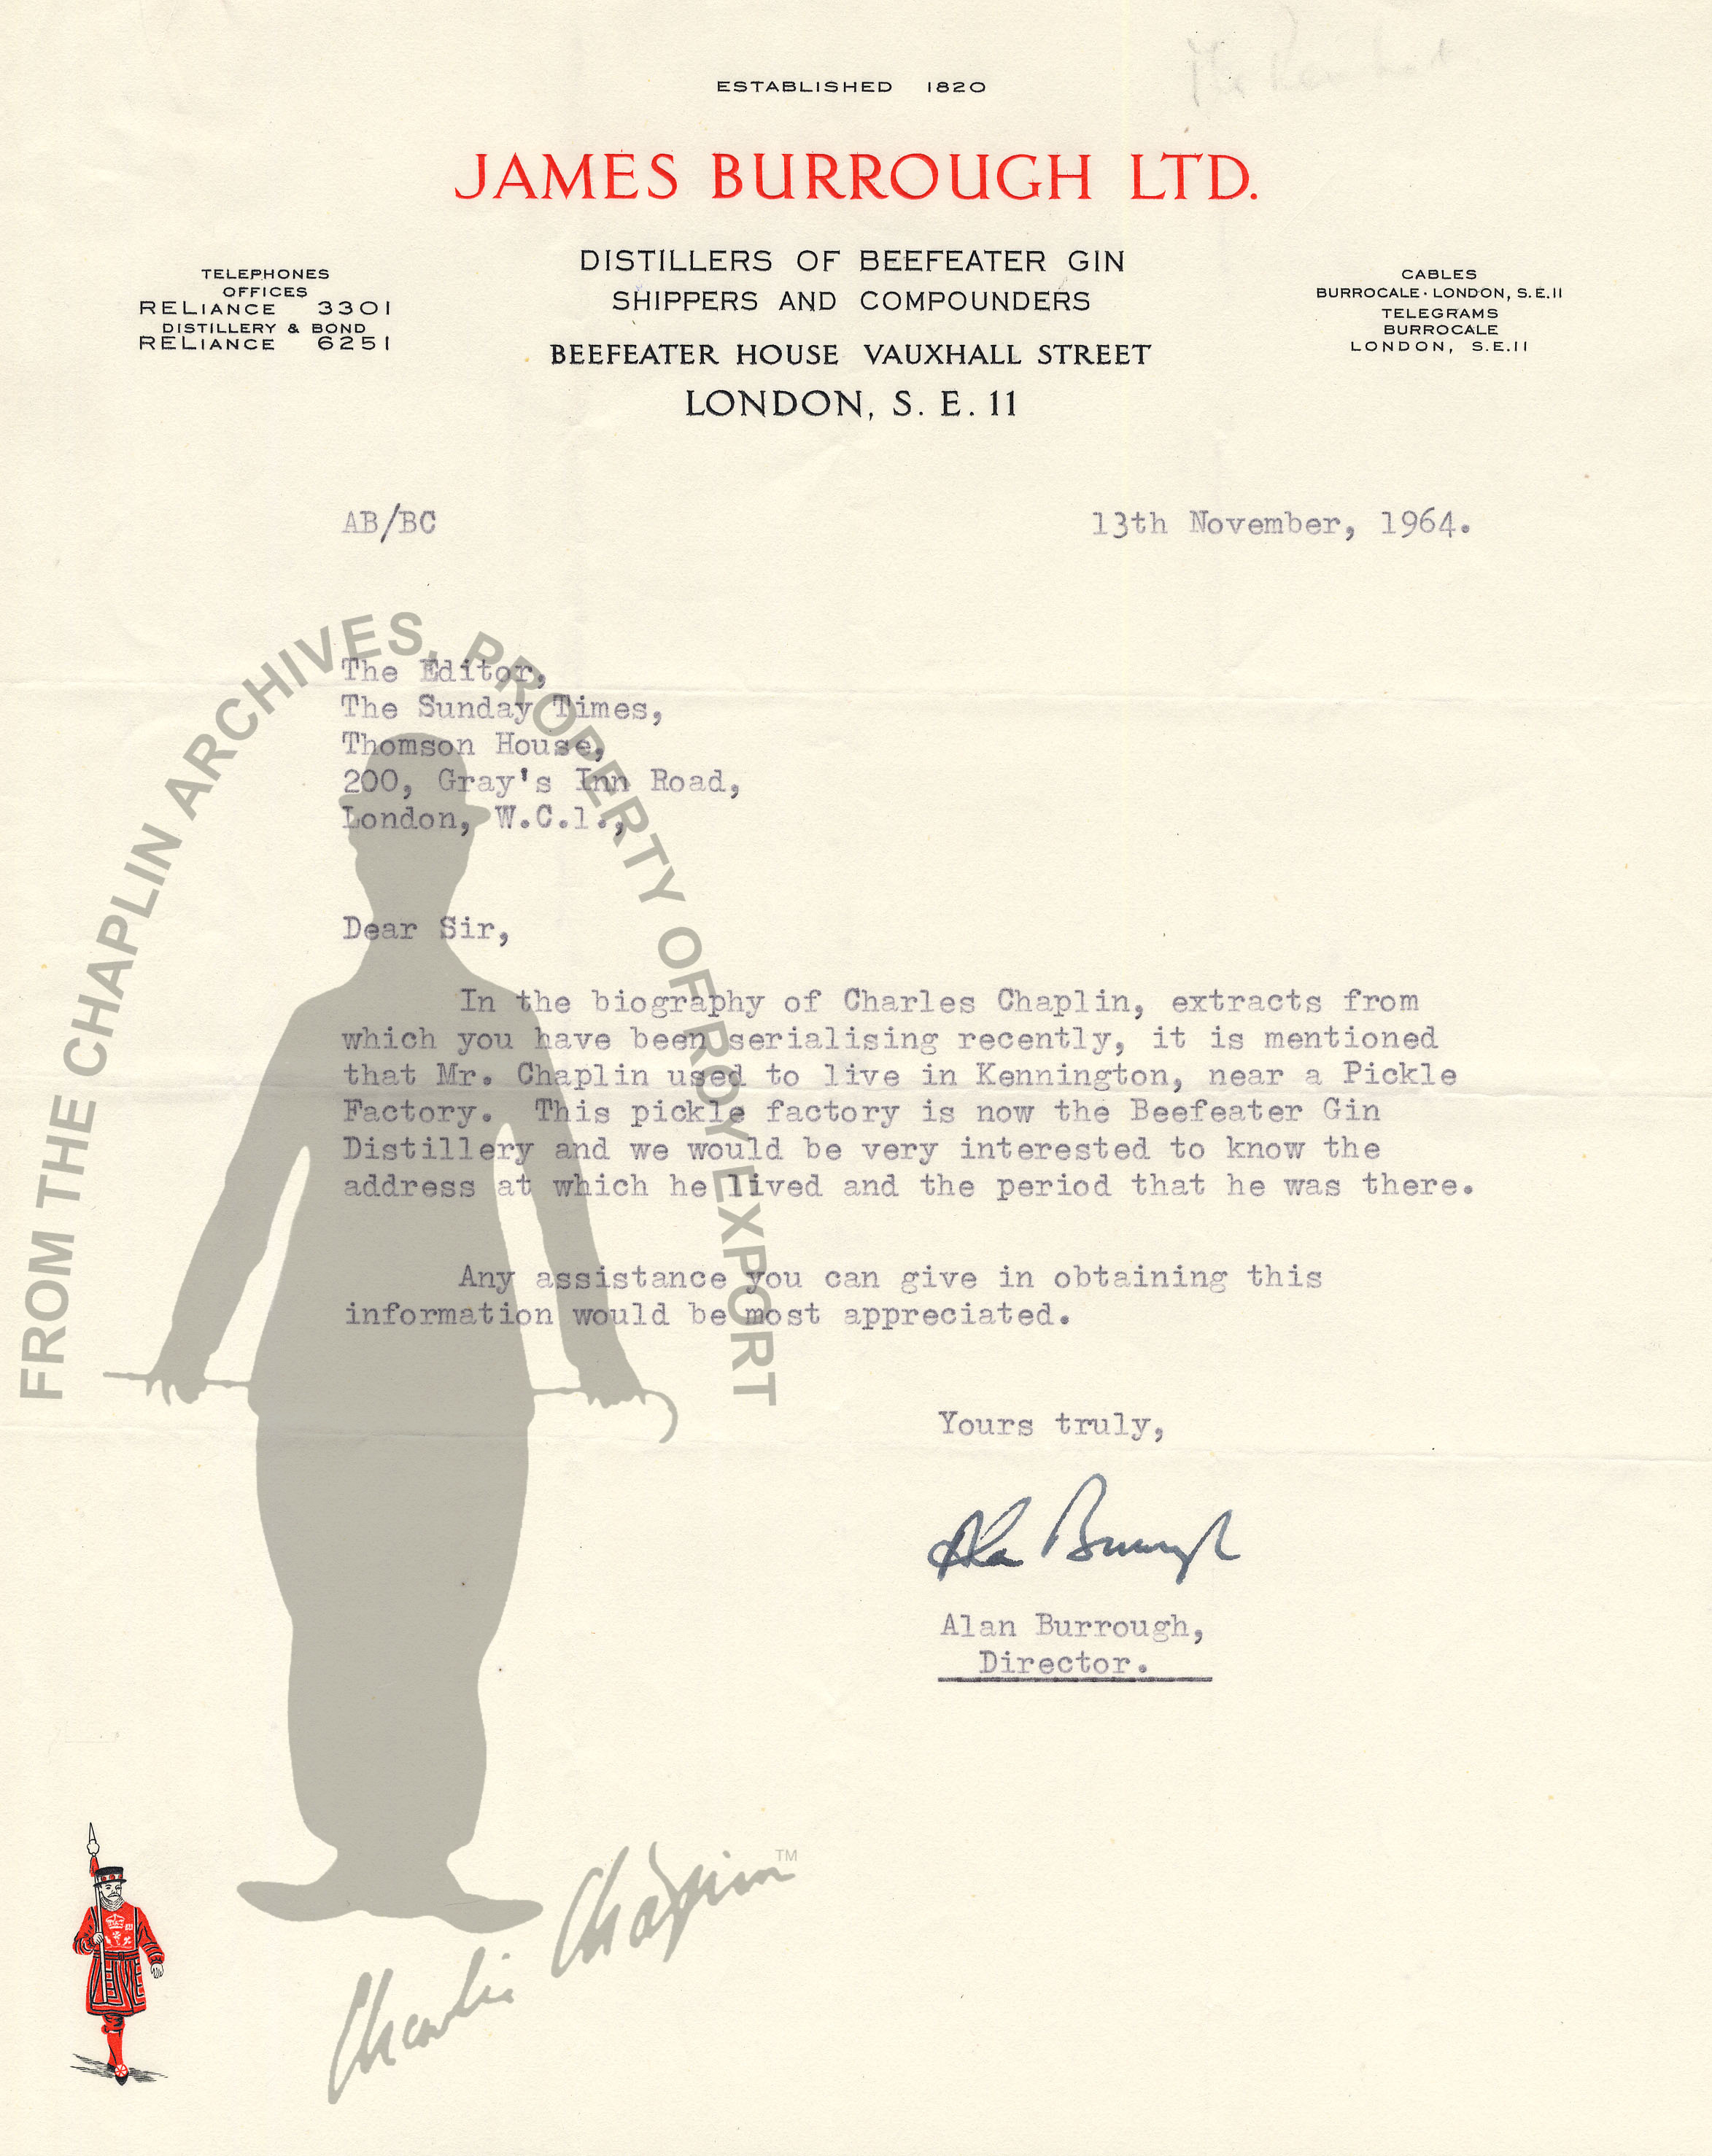 ESTABLISHED 1820
JAMES BURROUGH LTD.
DISTILLERS OF BEEFEATER GIN
SHIPPERS AND COMPOUNDERS
BEEFEATER HOUSE VAUXHALL STREET
LONDON, S. E. 11
TELEPHONES
OFFICES
RELIANCE 3301
DISTILLERY & BOND
RELIANCE 6251
CABLES
BURROCALE · LONDON, S.E.11
TELEGRAMS
BURROCALE
LONDON, S.E.11
AB/BC
13th November, 1964.
The Editor,
The Sunday Times,
Thomson House,
200, Gray's Inn Road,
London, W.C.1.,
Dear Sir,
In the biography of Charles Chaplin, extracts from
which you have been serialising recently, it is mentioned
that Mr. Chaplin used to live in Kennington, near a Pickle
Factory. This pickle factory is now the Beefeater Gin
Distillery and we would be very interested to know the
address at which he lived and the period that he was there.
Any assistance you can give in obtaining this
information would be most appreciated.
Yours truly,
Alan Burrough
Alan Burrough,
Director.
FROM THE CHAPLIN ARCHIVES, PROPERTY OF ROY EXPORT
Charlie Chaplin™